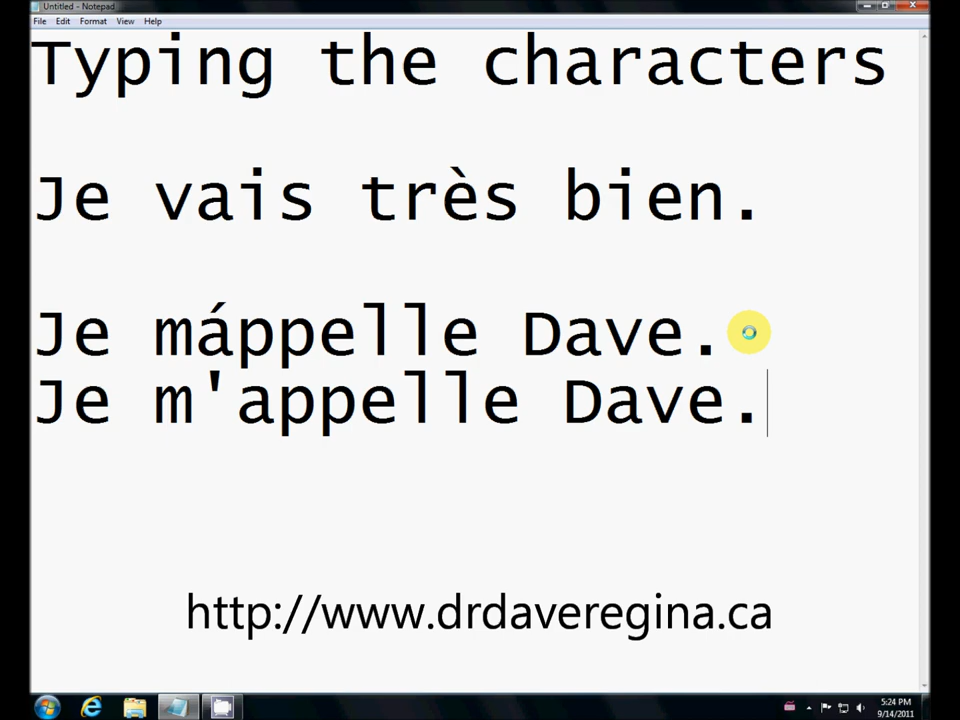 Untitled - Notepad
File Edit Format View Help
Typing the characters
Je vais très bien.
Je máppelle Dave.
Je m'appelle Dave.
http://www.drdaveregina.ca
5:24 PM
9/14/2011